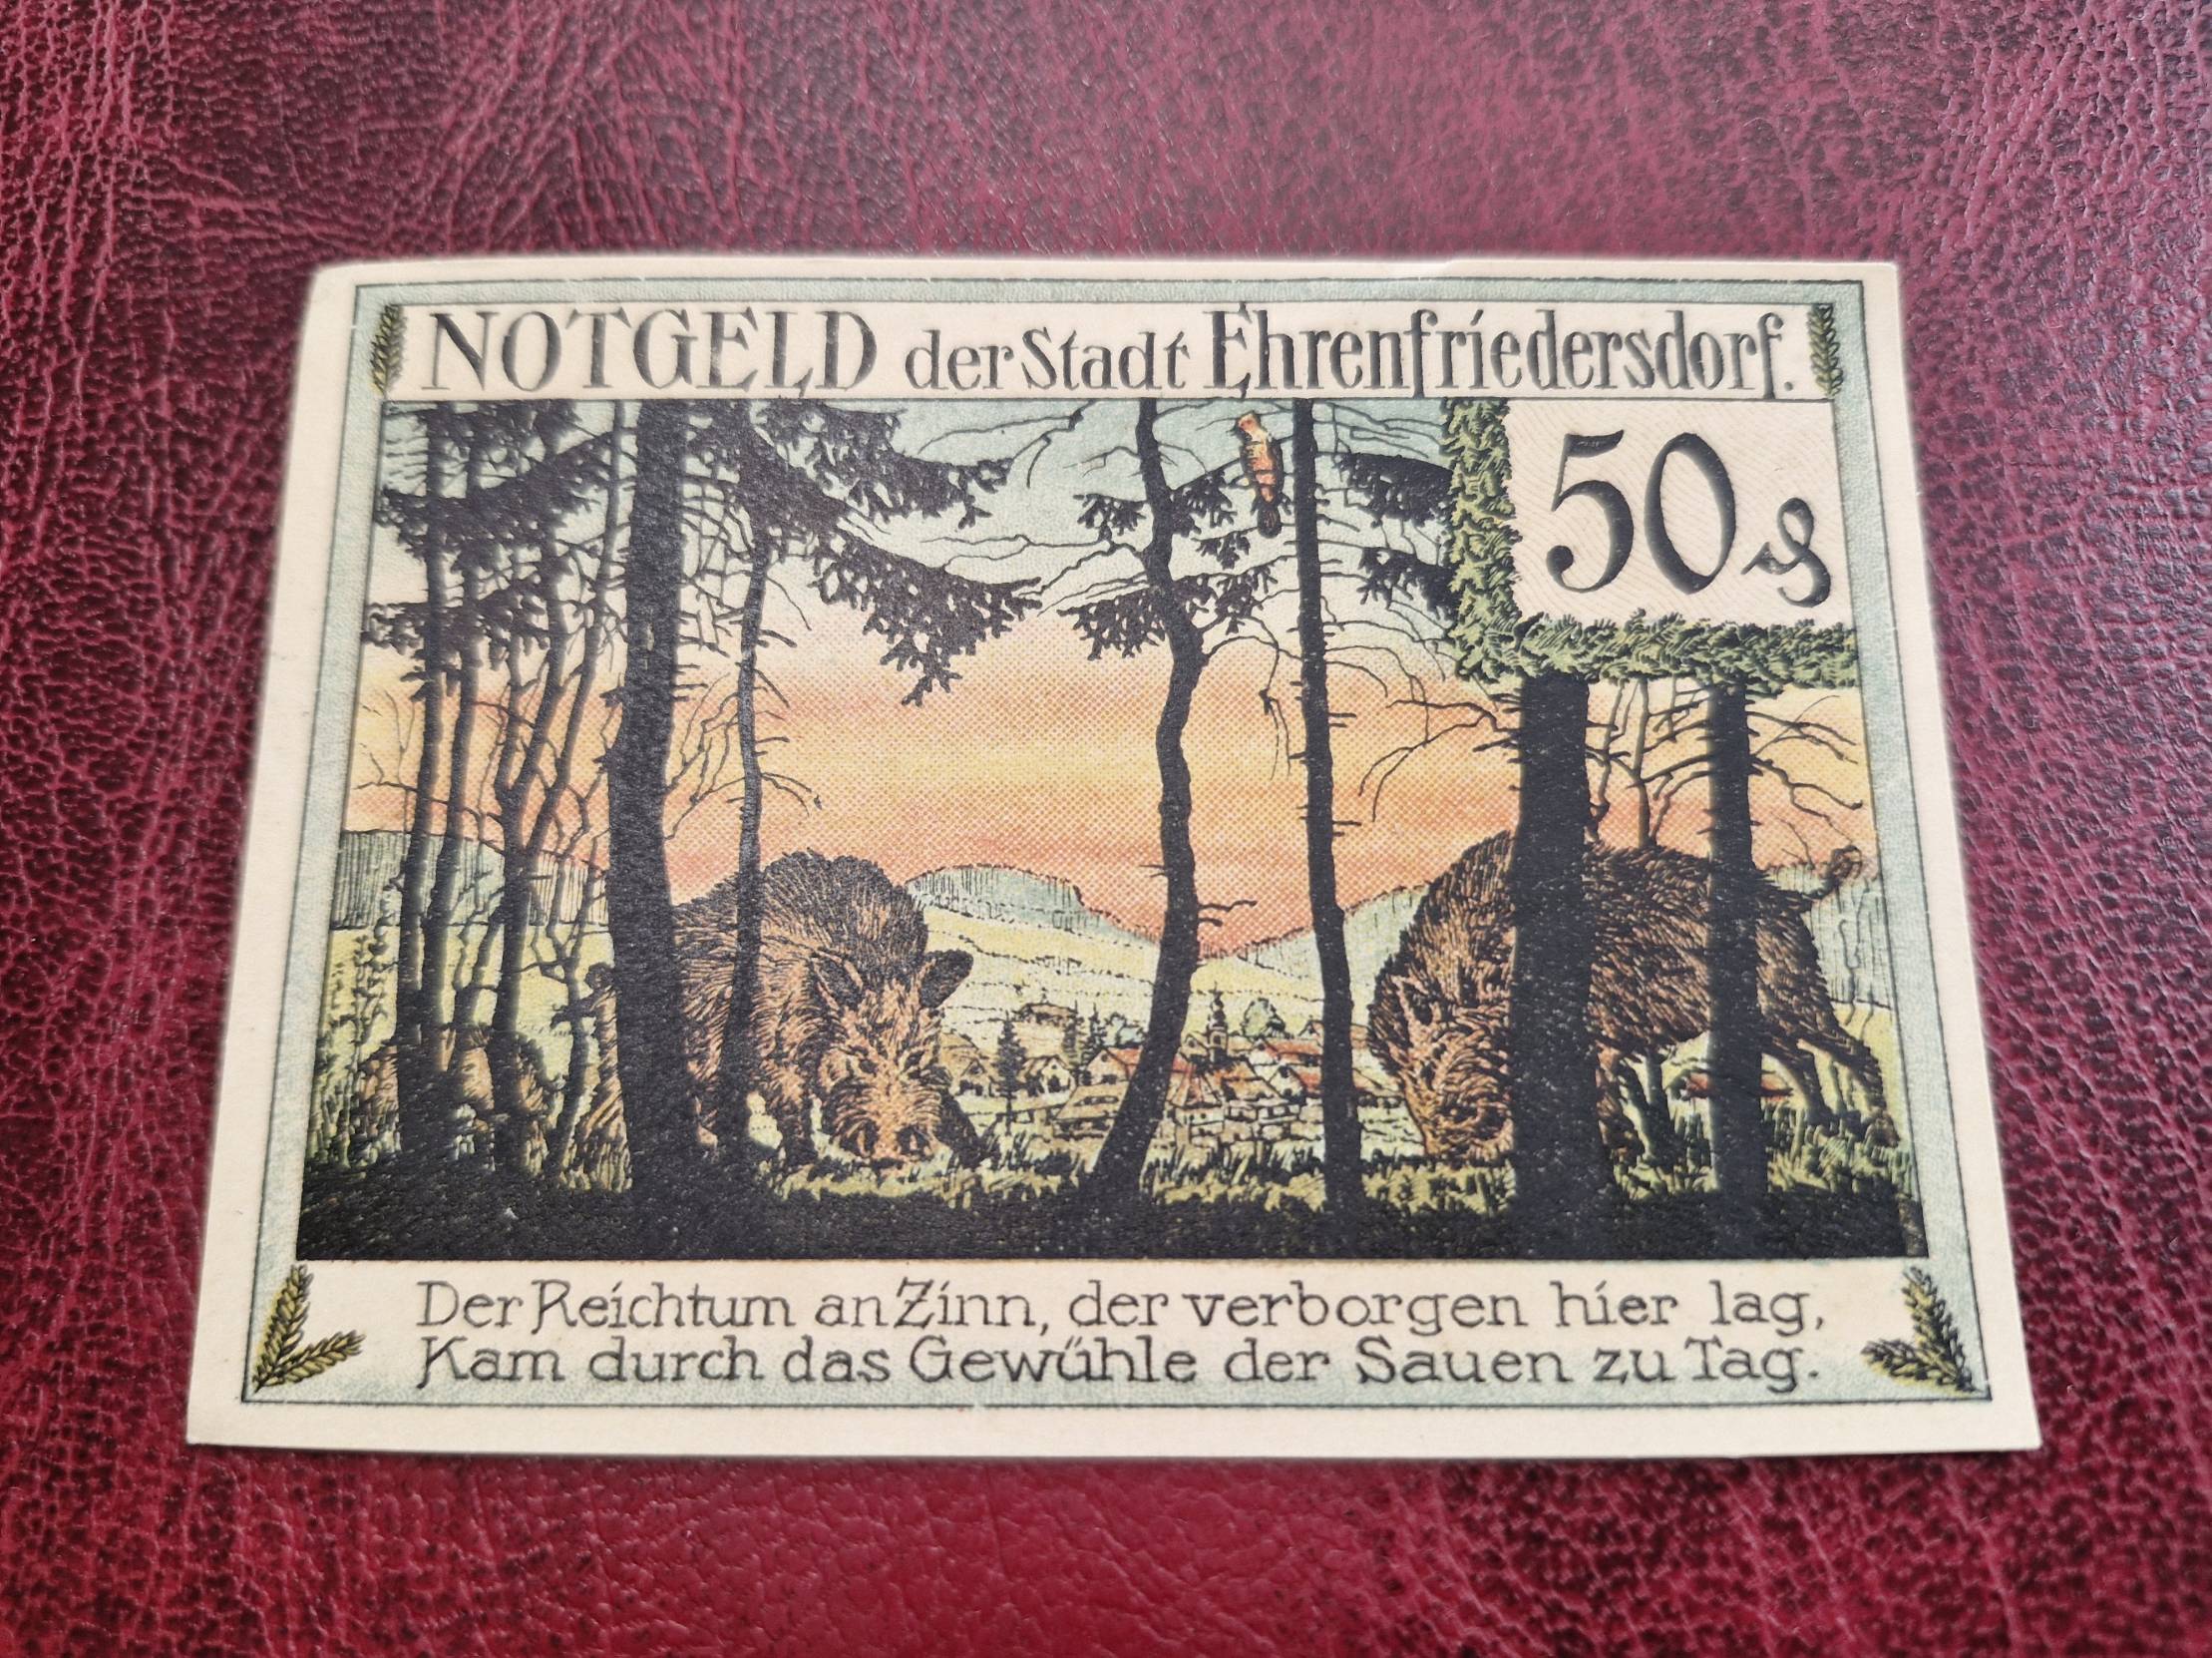 NOTGELD der Stadt Ehrenfriedersdorf.
50 ₰
Der Reichtum an Zinn, der verborgen hier lag,
Kam durch das Gewühle der Sauen zu Tag.